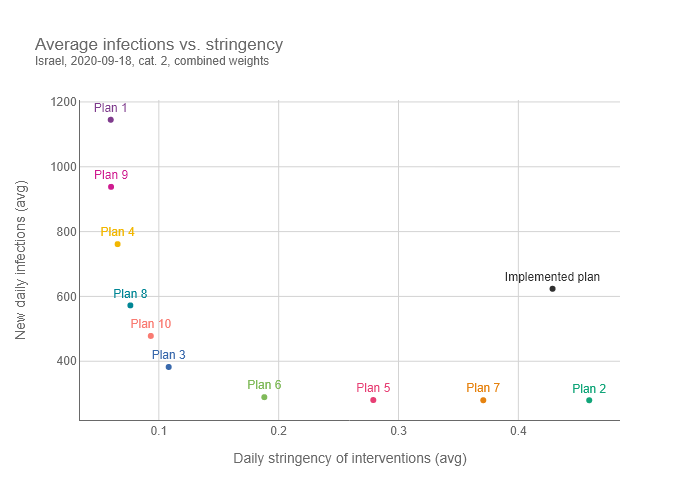 Average infections vs. stringency
Israel, 2020-09-18, cat. 2, combined weights
1200
Plan 1
1000
Plan 9
800
Plan 4
Implemented plan
600
Plan 8
Plan 10
400
Plan 3
Plan 6
Plan 5
Plan 7
Plan 2
0.1
0.2
0.3
0.4
New daily infections (avg)
Daily stringency of interventions (avg)